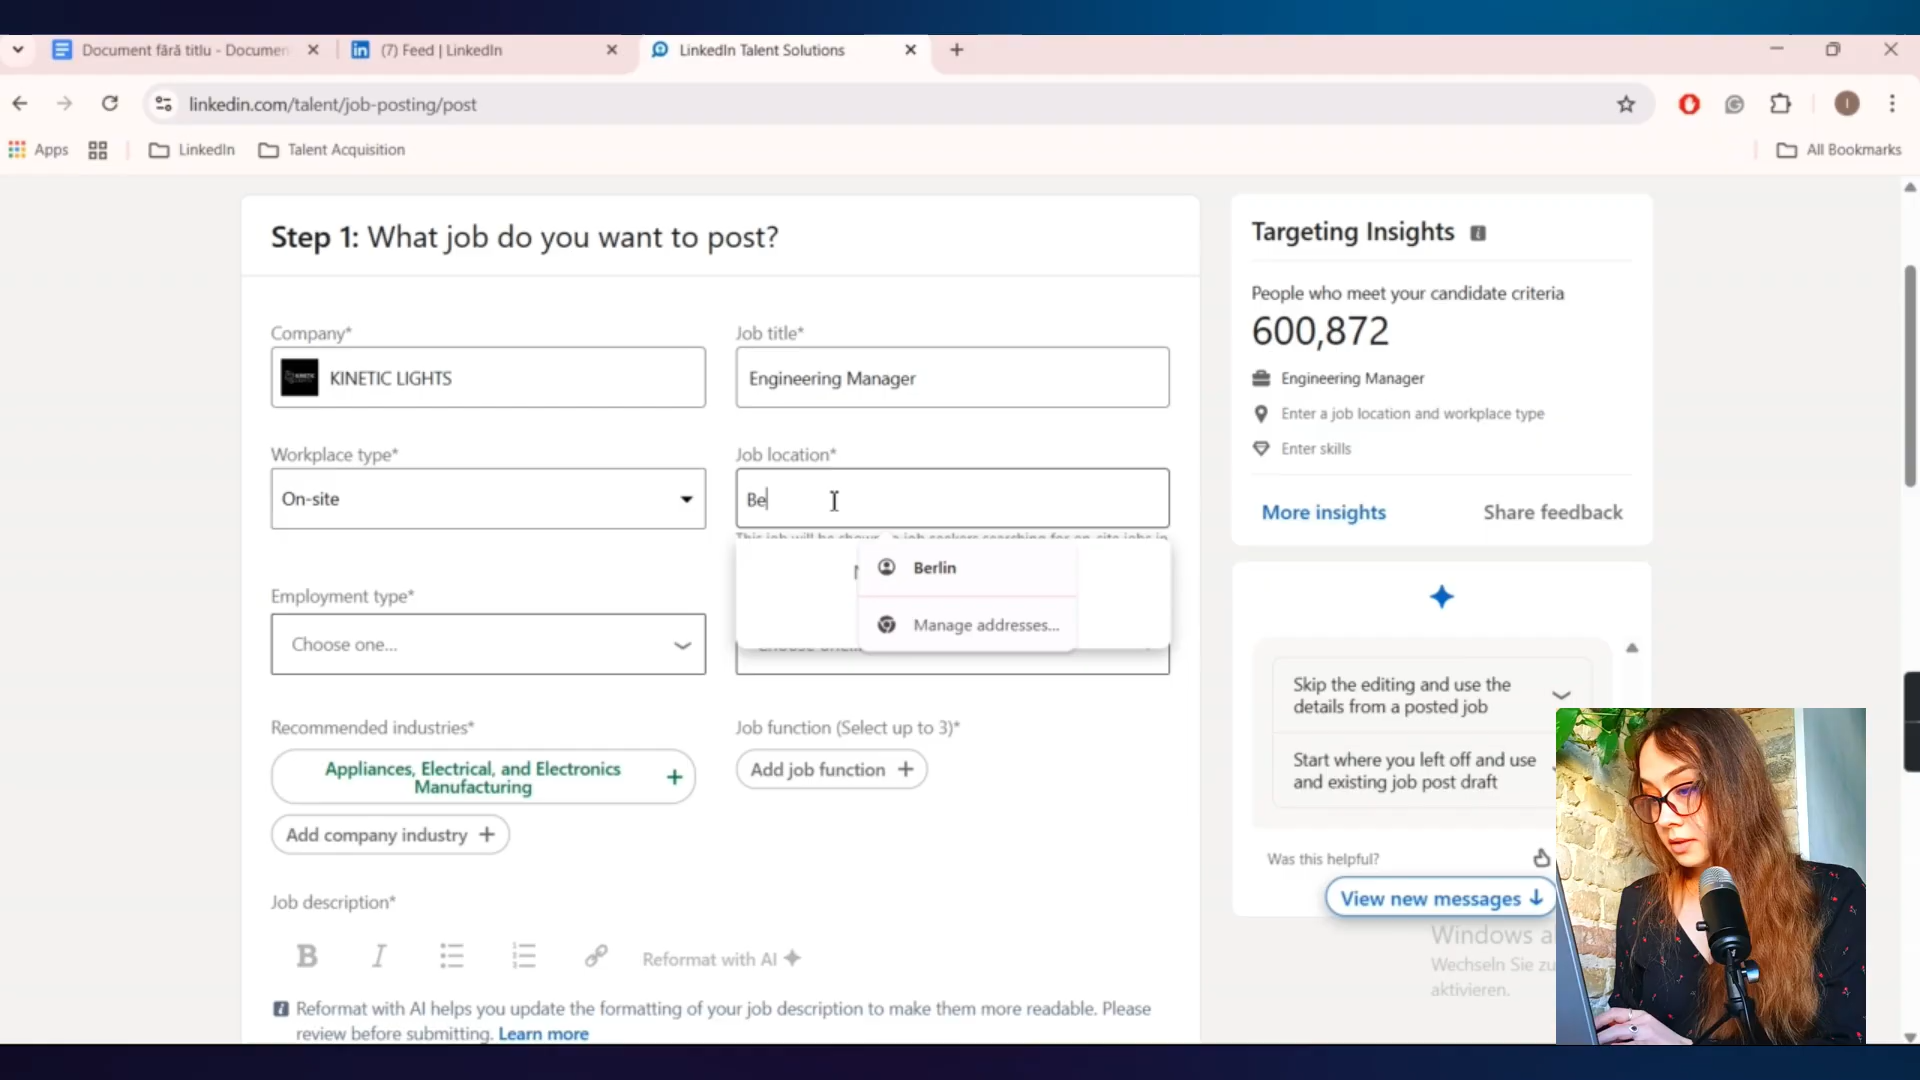 Document fără titlu - Documen
(7) Feed | LinkedIn
LinkedIn Talent Solutions
linkedin.com/talent/job-posting/post
Apps
LinkedIn
Talent Acquisition
All Bookmarks
Step 1: What job do you want to post?
Company*
KINETIC LIGHTS
Job title*
Engineering Manager
Workplace type*
On-site
Job location*
Be
Berlin
Manage addresses...
Employment type*
Choose one...
Recommended industries*
Appliances, Electrical, and Electronics
Manufacturing
Add company industry +
Job function (Select up to 3)*
Add job function +
Job description*
B I
Reformat with AI
Reformat with AI helps you update the formatting of your job description to make them more readable. Please
review before submitting. Learn more
Targeting Insights
People who meet your candidate criteria
600,872
Engineering Manager
Enter a job location and workplace type
Enter skills
More insights
Share feedback
Skip the editing and use the
details from a posted job
Start where you left off and use
and existing job post draft
Was this helpful?
View new messages ↓
Windows a
Wechseln Sie zu
aktivieren.